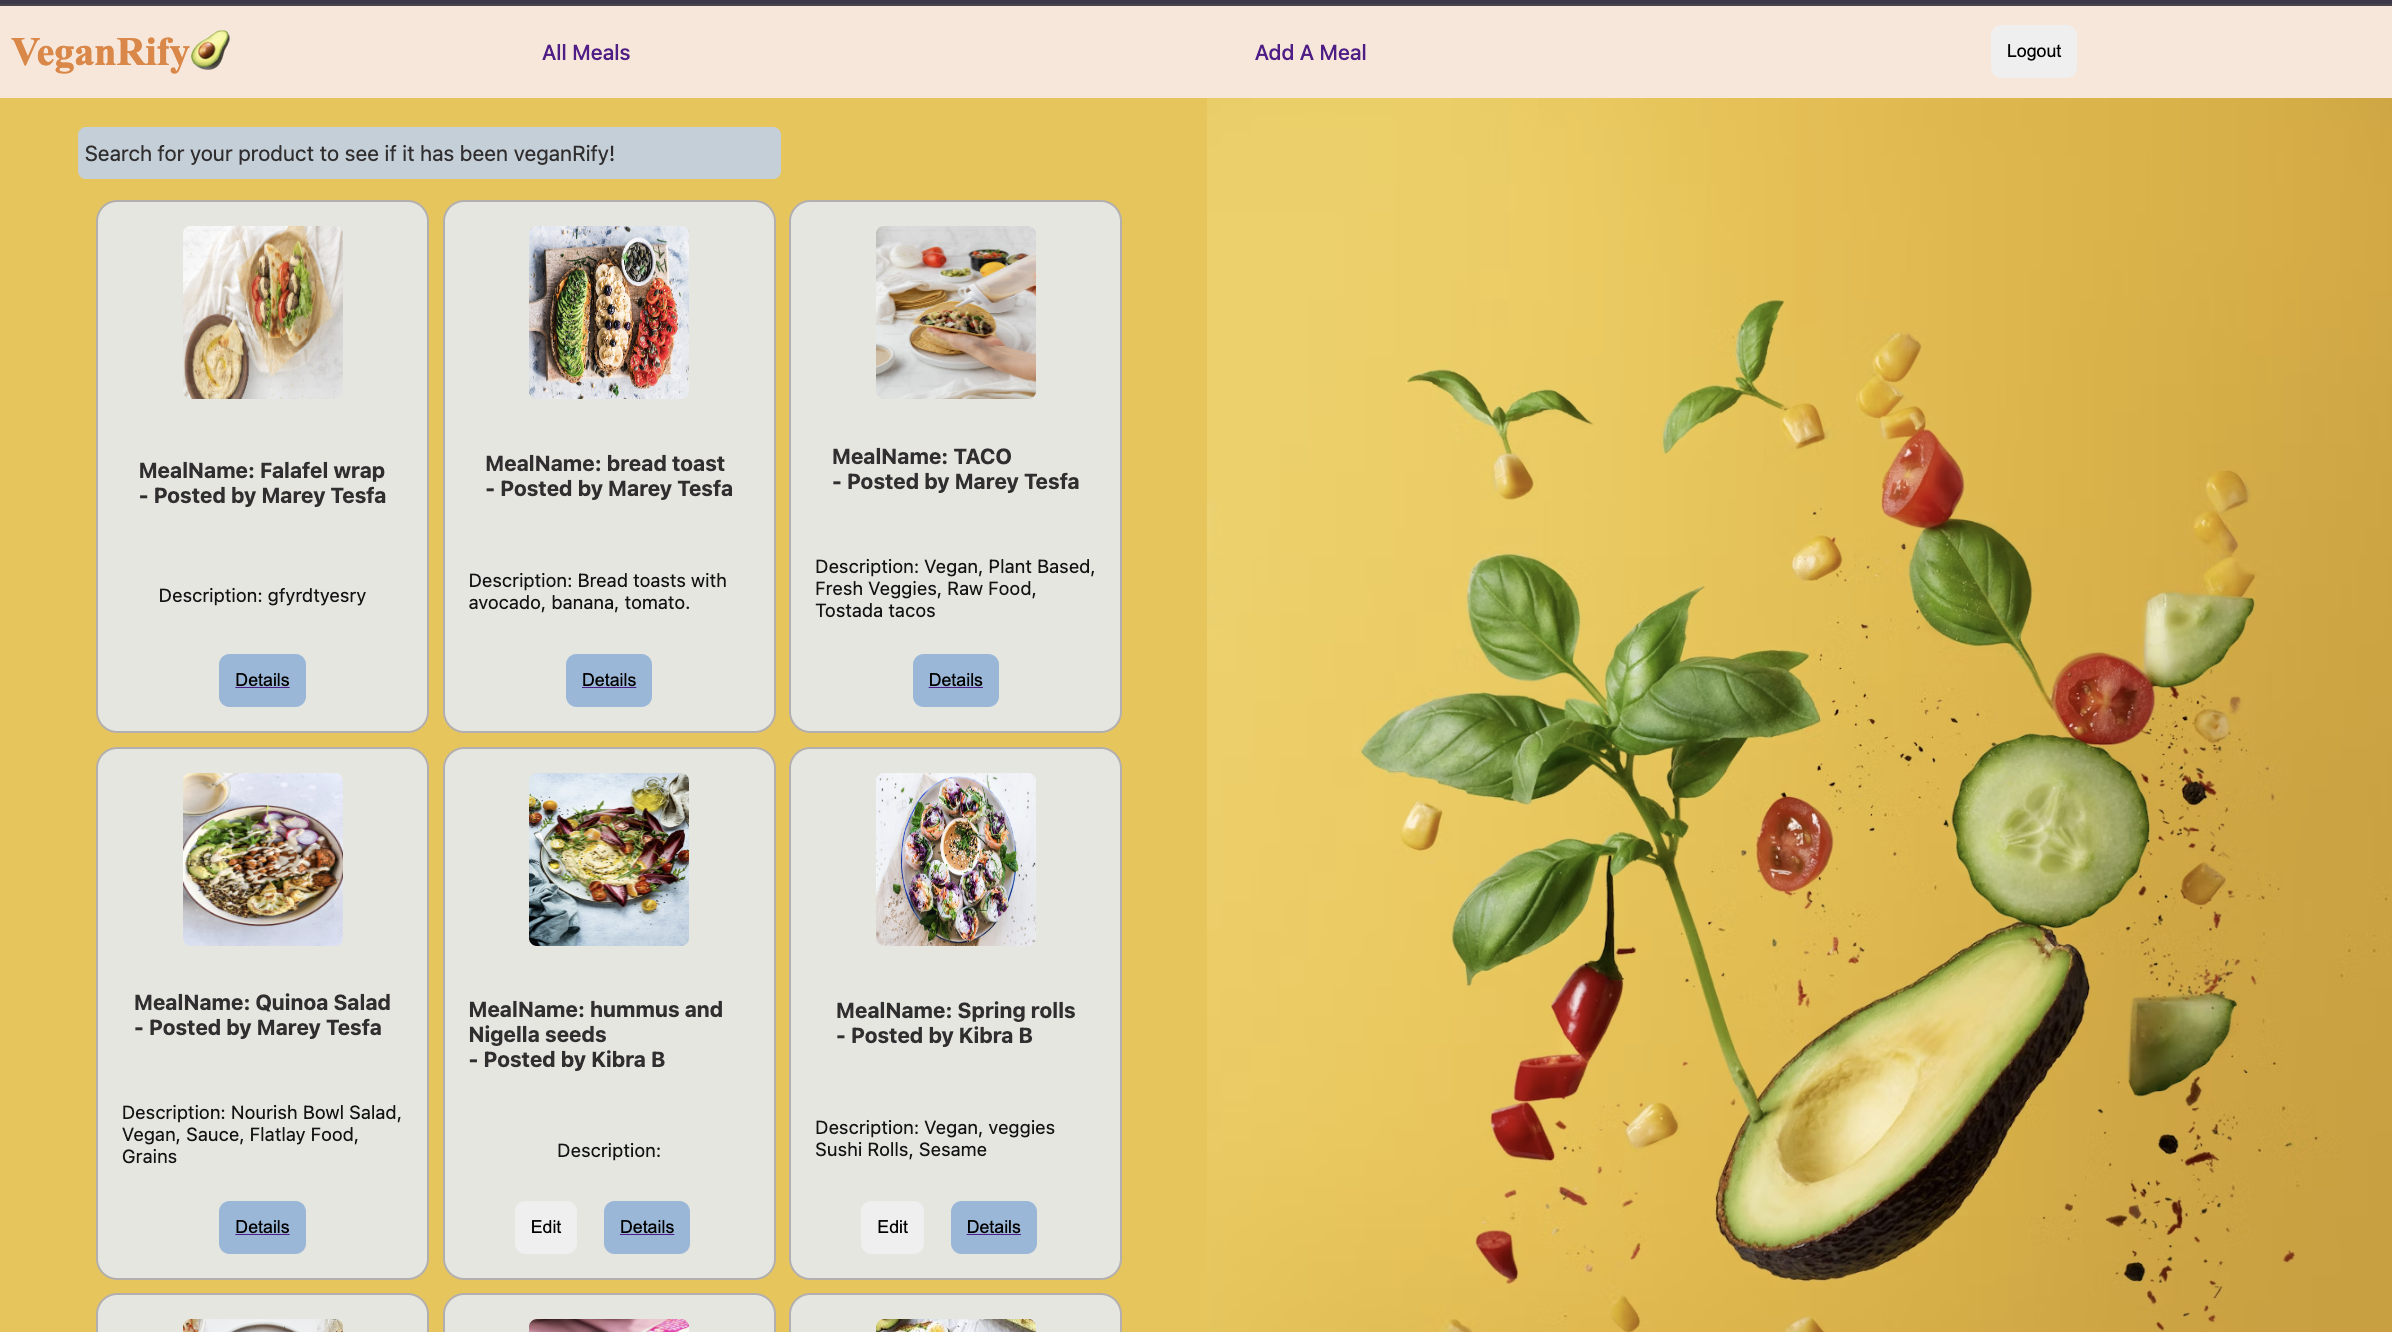 VeganRify🥑
All Meals
Add A Meal
Logout
Search for your product to see if it has been veganRify!
MealName: Falafel wrap
- Posted by Marey Tesfa
Description: gfyrdtyesry
Details
MealName: bread toast
- Posted by Marey Tesfa
Description: Bread toasts with
avocado, banana, tomato.
Details
MealName: TACO
- Posted by Marey Tesfa
Description: Vegan, Plant Based,
Fresh Veggies, Raw Food,
Tostada tacos
Details
MealName: Quinoa Salad
- Posted by Marey Tesfa
Description: Nourish Bowl Salad,
Vegan, Sauce, Flatlay Food,
Grains
Details
MealName: hummus and
Nigella seeds
- Posted by Kibra B
Description:
Edit
Details
MealName: Spring rolls
- Posted by Kibra B
Description: Vegan, veggies
Sushi Rolls, Sesame
Edit
Details